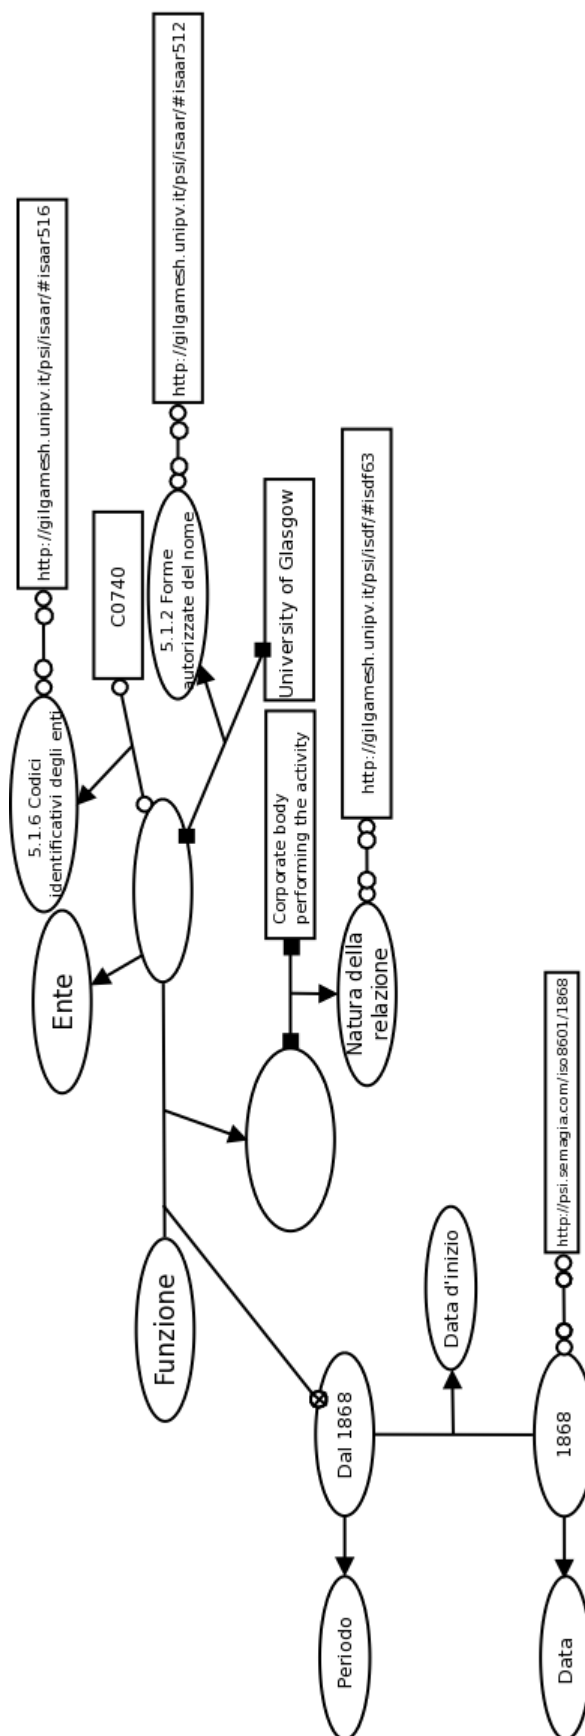 http://gilgamesh.unipv.it/psi/isaar/#isaar516
5.1.6 Codici
identificativi degli enti
Ente
C0740
http://gilgamesh.unipv.it/psi/isaar/#isaar512
5.1.2 Forme
autorizzate del nome
University of Glasgow
Corporate body
performing the activity
http://gilgamesh.unipv.it/psi/isdf/#isdf63
Natura della
relazione
Funzione
Dal 1868
Periodo
Data d'inizio
http://psi.semagia.com/iso8601/1868
1868
Data